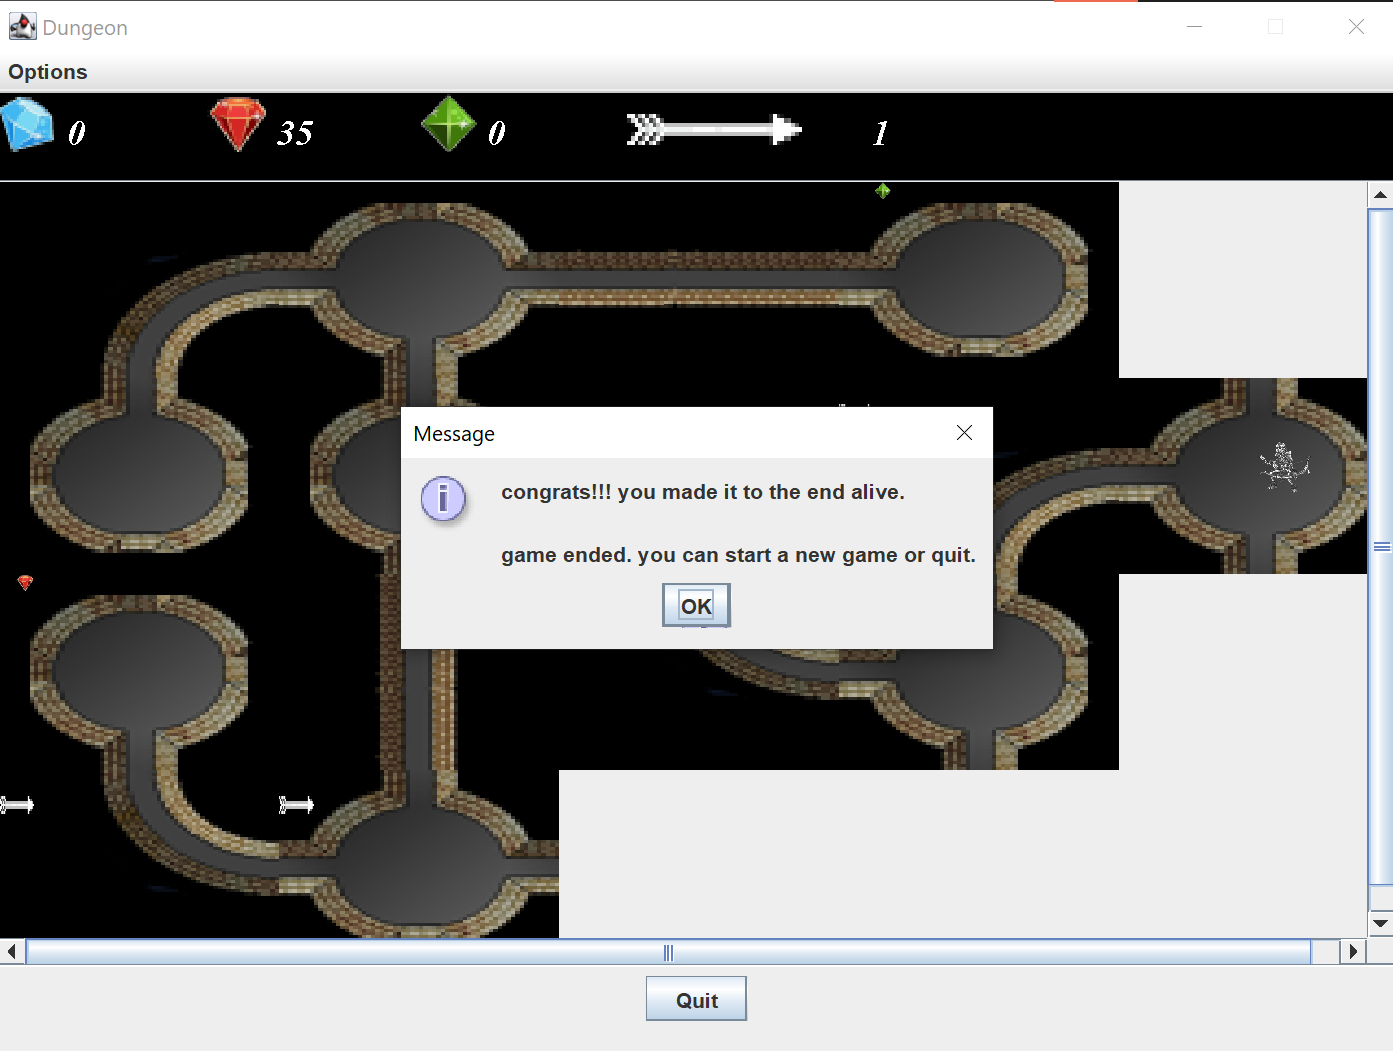 Dungeon
Options
0 35 0 1
Message
congrats!!! you made it to the end alive.
game ended. you can start a new game or quit.
OK
Quit